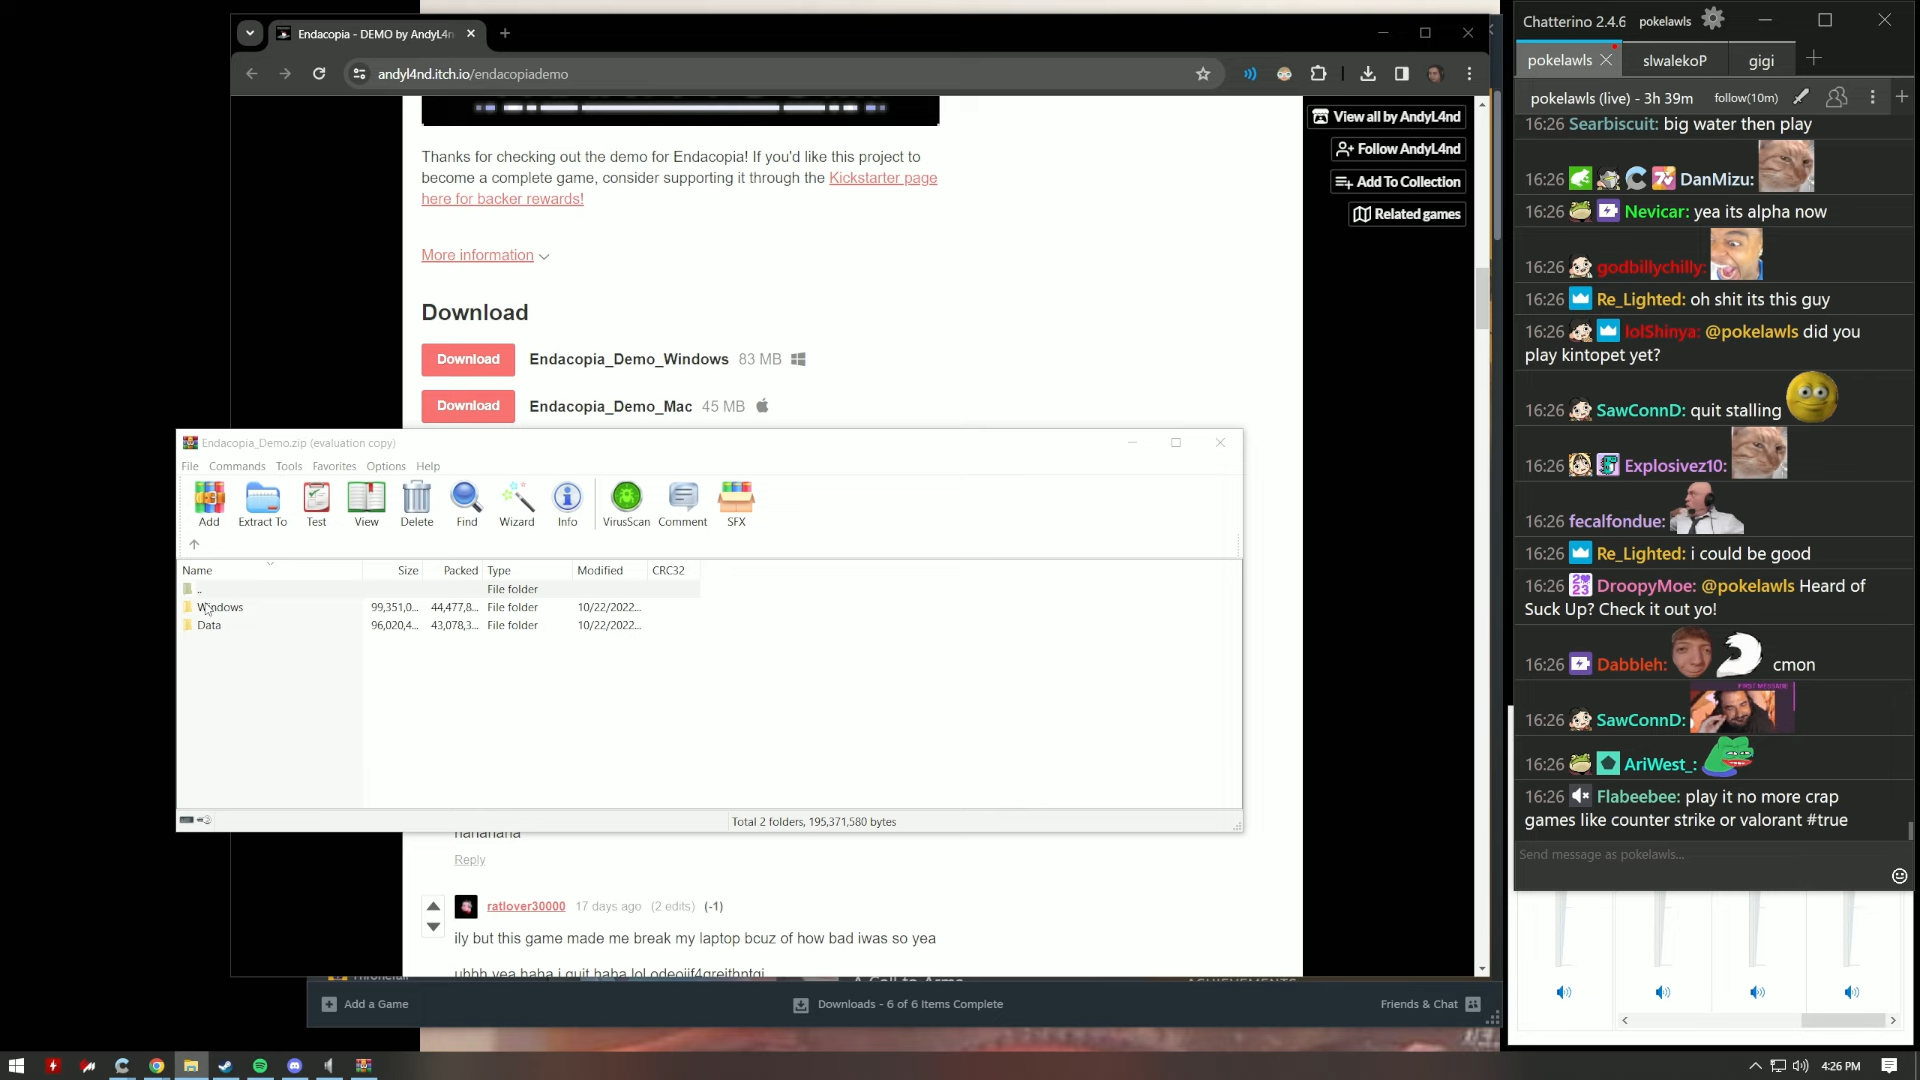 Endacopia - DEMO by AndyL4n
andyl4nd.itch.io/endacopiademo
View all by AndyL4nd
Follow AndyL4nd
Add To Collection
Related games
Thanks for checking out the demo for Endacopia! If you'd like this project to
become a complete game, consider supporting it through the Kickstarter page
here for backer rewards!
More information
Download
Download Endacopia_Demo_Windows 83 MB
Download Endacopia_Demo_Mac 45 MB
Endacopia_Demo.zip (evaluation copy)
File Commands Tools Favorites Options Help
Add Extract To Test View Delete Find Wizard Info VirusScan Comment SFX
Name Size Packed Type Modified CRC32
.. File folder
Windows 99,351,0... 44,477,8... File folder 10/22/2022...
Data 96,020,4... 43,078,3... File folder 10/22/2022...
Total 2 folders, 195,371,580 bytes
hahahaha
Reply
ratlover30000 17 days ago (2 edits) (-1)
ily but this game made me break my laptop bcuz of how bad iwas so yea
Add a Game
Downloads - 6 of 6 Items Complete
Friends & Chat
Chatterino 2.4.6 pokelawls
pokelawls slwalekoP gigi
pokelawls (live) - 3h 39m follow(10m)
16:26 Searbiscuit: big water then play
16:26 DanMizu:
16:26 Nevicar: yea its alpha now
16:26 godbillychilly:
16:26 Re_Lighted: oh shit its this guy
16:26 lolShinya: @pokelawls did you
play kintopet yet?
16:26 SawConnD: quit stalling
16:26 Explosivez10:
16:26 fecalfondue:
16:26 Re_Lighted: i could be good
16:26 DroopyMoe: @pokelawls Heard of
Suck Up? Check it out yo!
16:26 Dabbleh: cmon
16:26 SawConnD:
16:26 AriWest_:
16:26 Flabeebee: play it no more crap
games like counter strike or valorant #true
Send message as pokelawls...
4:26 PM